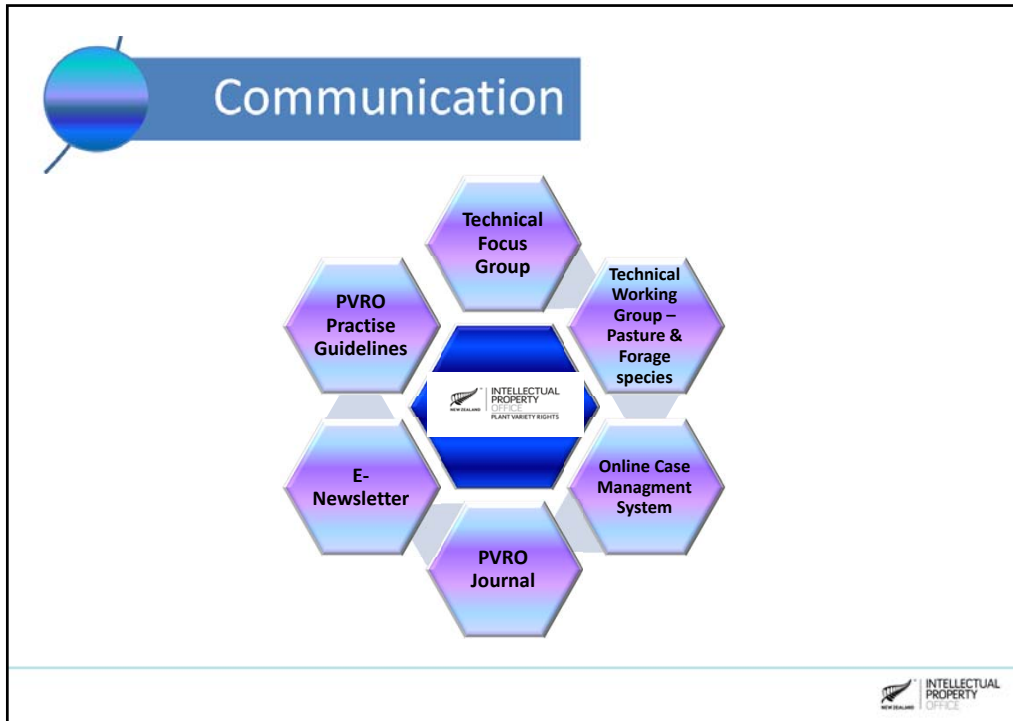 Communication
Technical
Focus
Group
Technical
Working
Group –
Pasture &
Forage
species
Online Case
Managment
System
PVRO
Journal
E-
Newsletter
PVRO
Practise
Guidelines
NEW ZEALAND
INTELLECTUAL
PROPERTY
OFFICE
PLANT VARIETY RIGHTS
NEW ZEALAND
INTELLECTUAL
PROPERTY
OFFICE